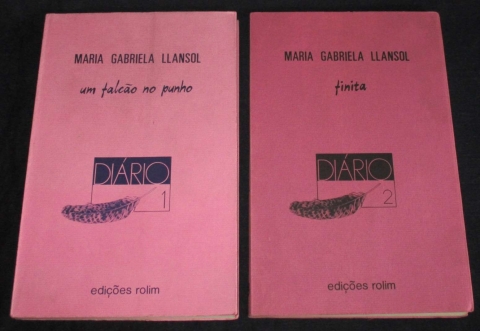 MARIA GABRIELA LLANSOL
um falcão no punho
DIÁRIO
1
edições rolim
MARIA GABRIELA LLANSOL
finita
DIÁRIO
2
edições rolim